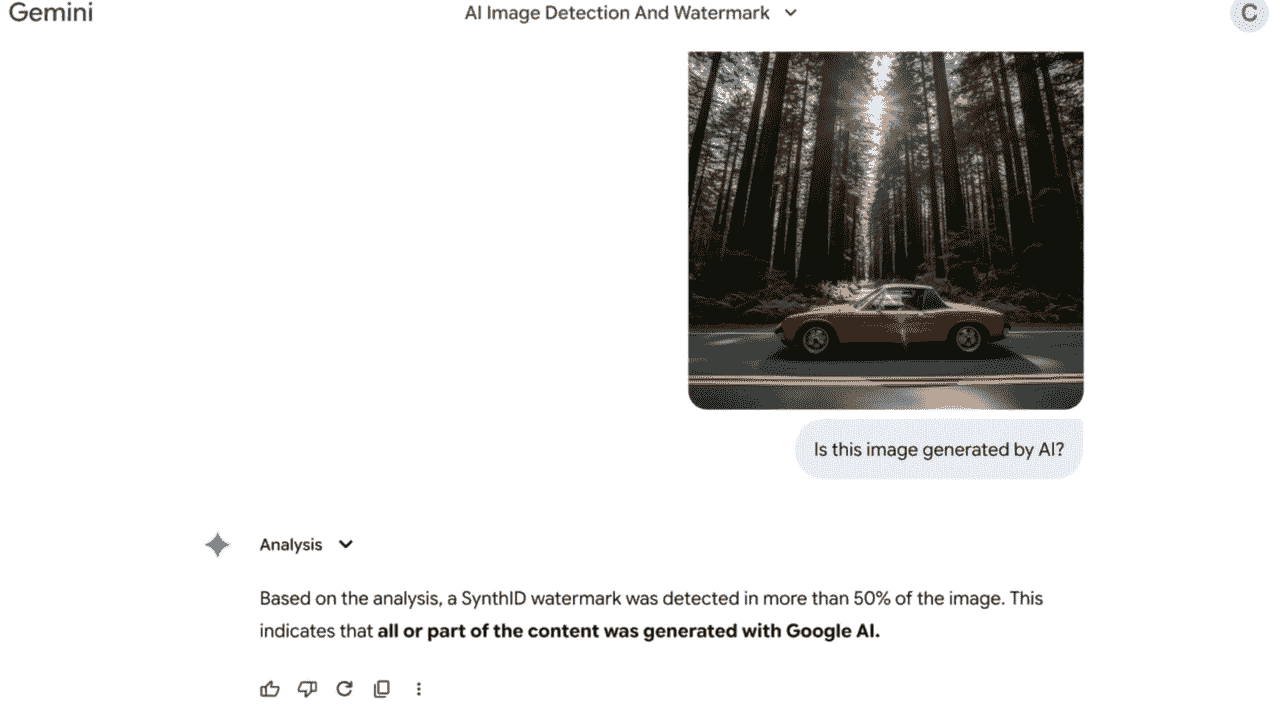 Gemini
AI Image Detection And Watermark
C
Is this image generated by AI?
Analysis
Based on the analysis, a SynthID watermark was detected in more than 50% of the image. This
indicates that all or part of the content was generated with Google AI.